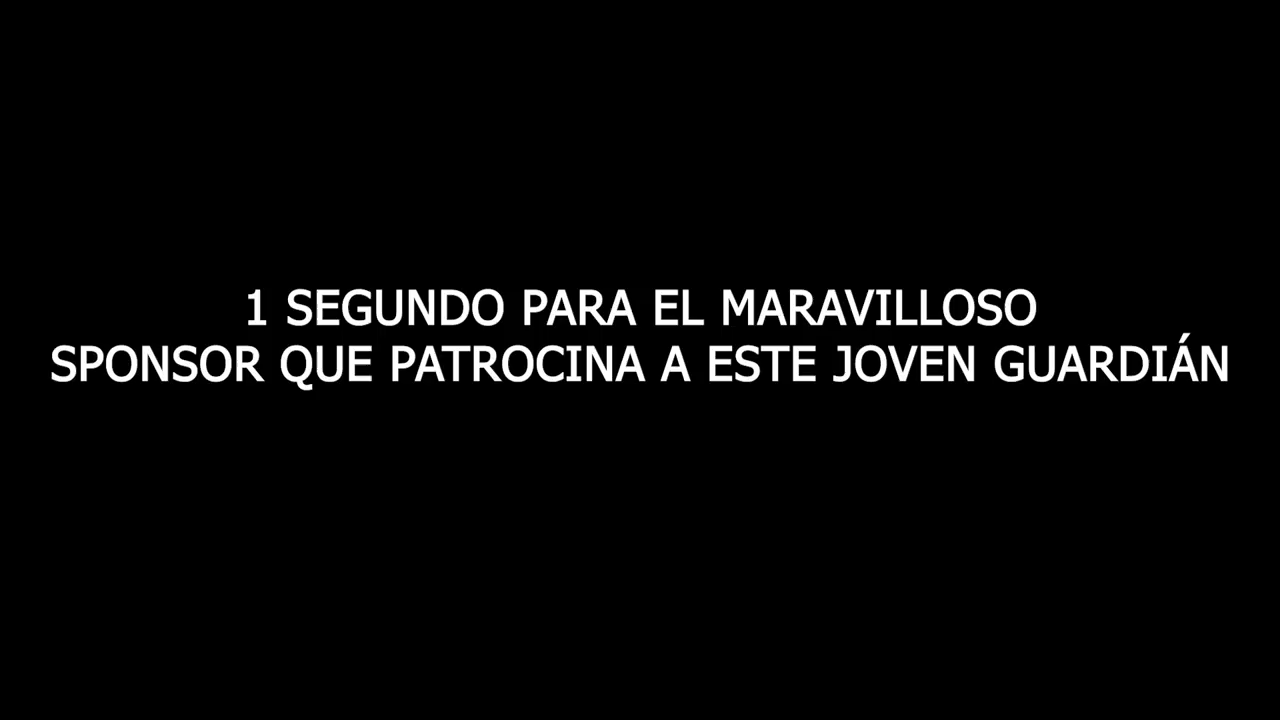 1 SEGUNDO PARA EL MARAVILLOSO
SPONSOR QUE PATROCINA A ESTE JOVEN GUARDIÁN